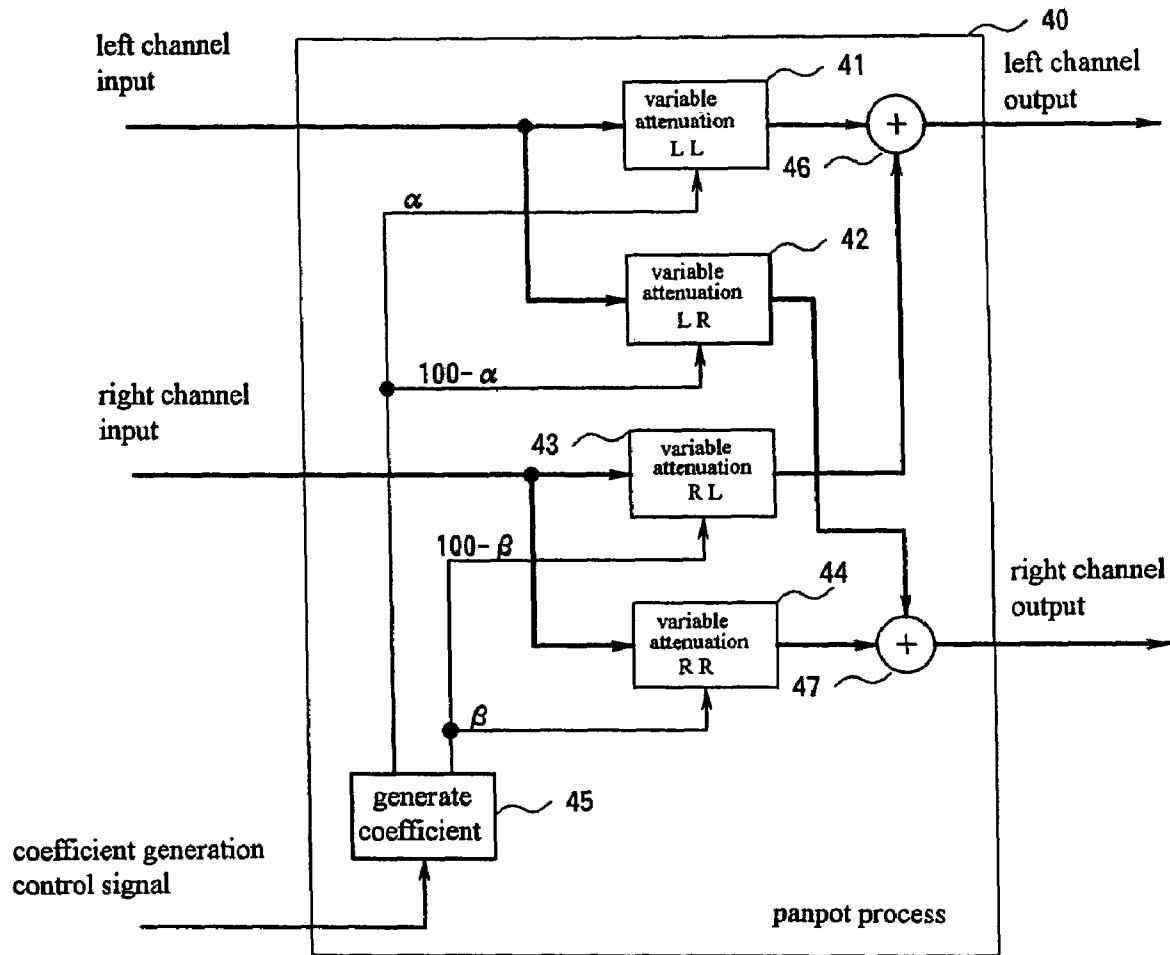 40
left channel
input
41
left channel
output
variable
attenuation
L L
+
46
α
42
variable
attenuation
L R
100-α
right channel
input
43
variable
attenuation
R L
100-β
44
right channel
output
variable
attenuation
R R
+
47
β
generate
coefficient
45
coefficient generation
control signal
panpot process